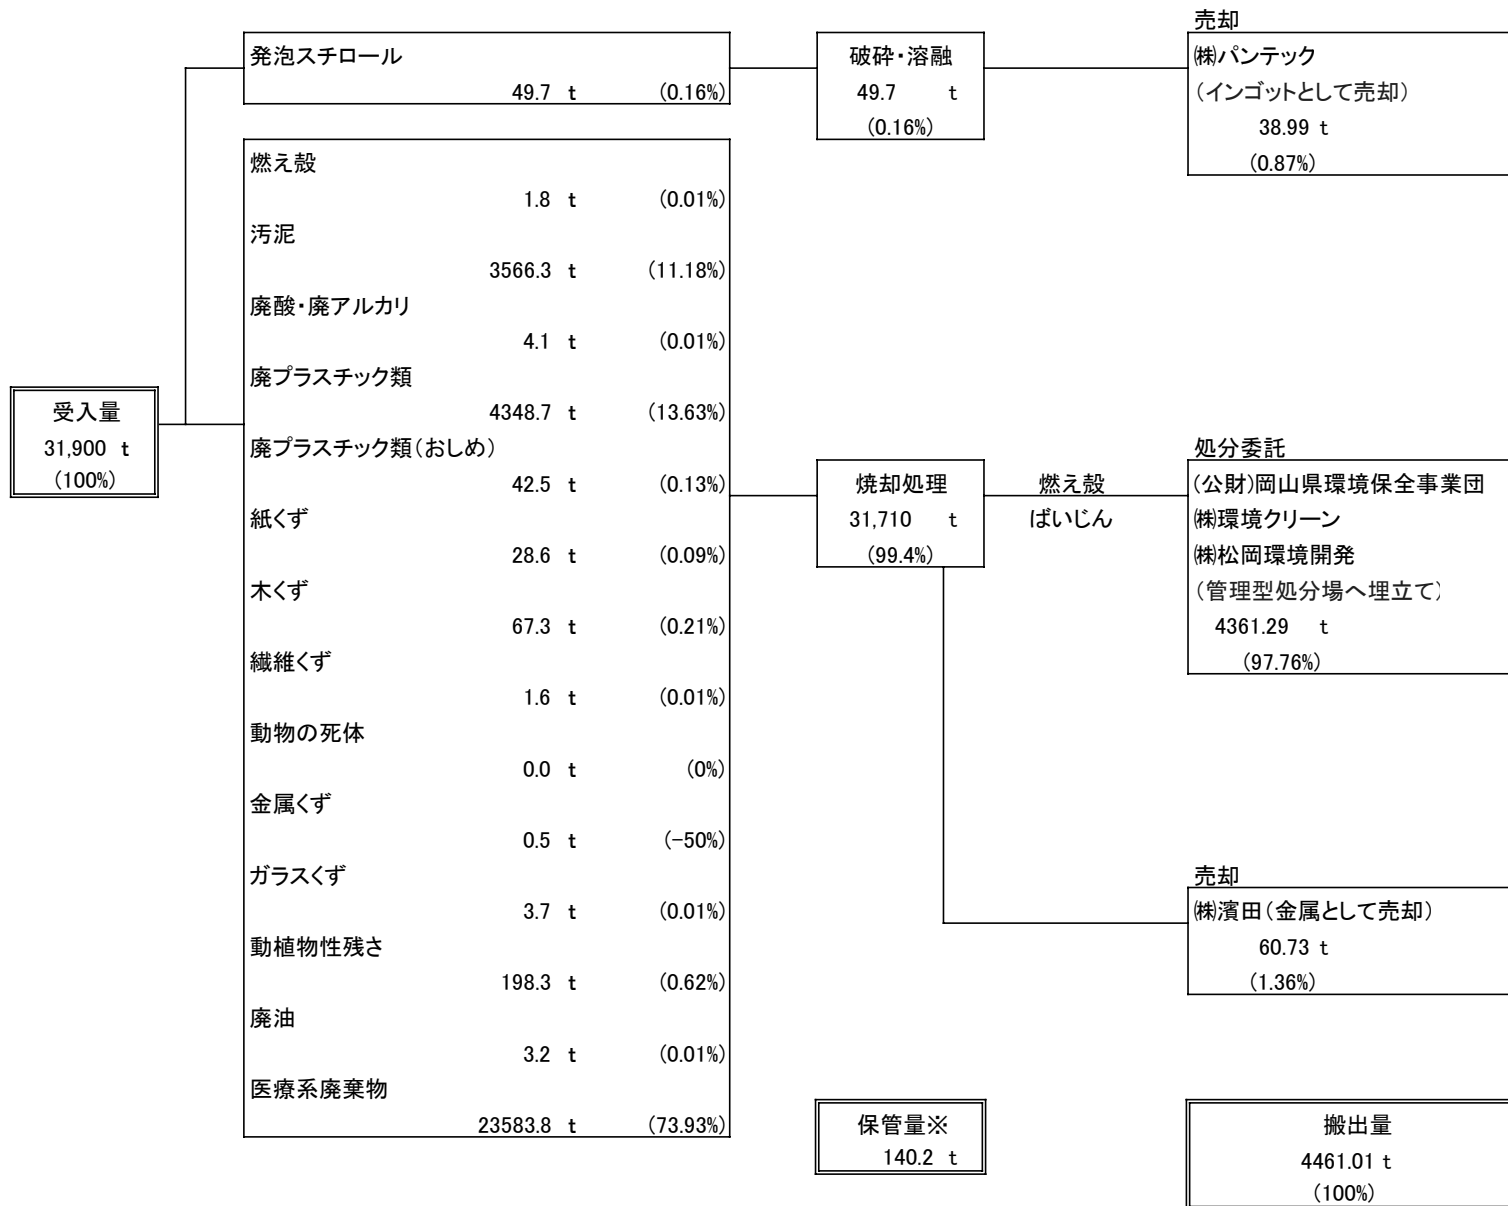 発泡スチロール
49.7 t (0.16%)
燃え殻
1.8 t (0.01%)
汚泥
3566.3 t (11.18%)
廃酸・廃アルカリ
4.1 t (0.01%)
廃プラスチック類
4348.7 t (13.63%)
廃プラスチック類（おしめ）
42.5 t (0.13%)
紙くず
28.6 t (0.09%)
木くず
67.3 t (0.21%)
繊維くず
1.6 t (0.01%)
動物の死体
0.0 t (0%)
金属くず
0.5 t (-50%)
ガラスくず
3.7 t (0.01%)
動植物性残さ
198.3 t (0.62%)
廃油
3.2 t (0.01%)
医療系廃棄物
23583.8 t (73.93%)
受入量
31,900 t
(100%)
破砕・溶融
49.7 t
(0.16%)
焼却処理
31,710 t
(99.4%)
燃え殻
ばいじん
保管量※
140.2 t
売却
㈱パンテック
（インゴットとして売却）
38.99 t
(0.87%)
処分委託
(公財)岡山県環境保全事業団
㈱環境クリーン
㈱松岡環境開発
（管理型処分場へ埋立て）
4361.29 t
(97.76%)
売却
㈱濱田（金属として売却）
60.73 t
(1.36%)
搬出量
4461.01 t
(100%)